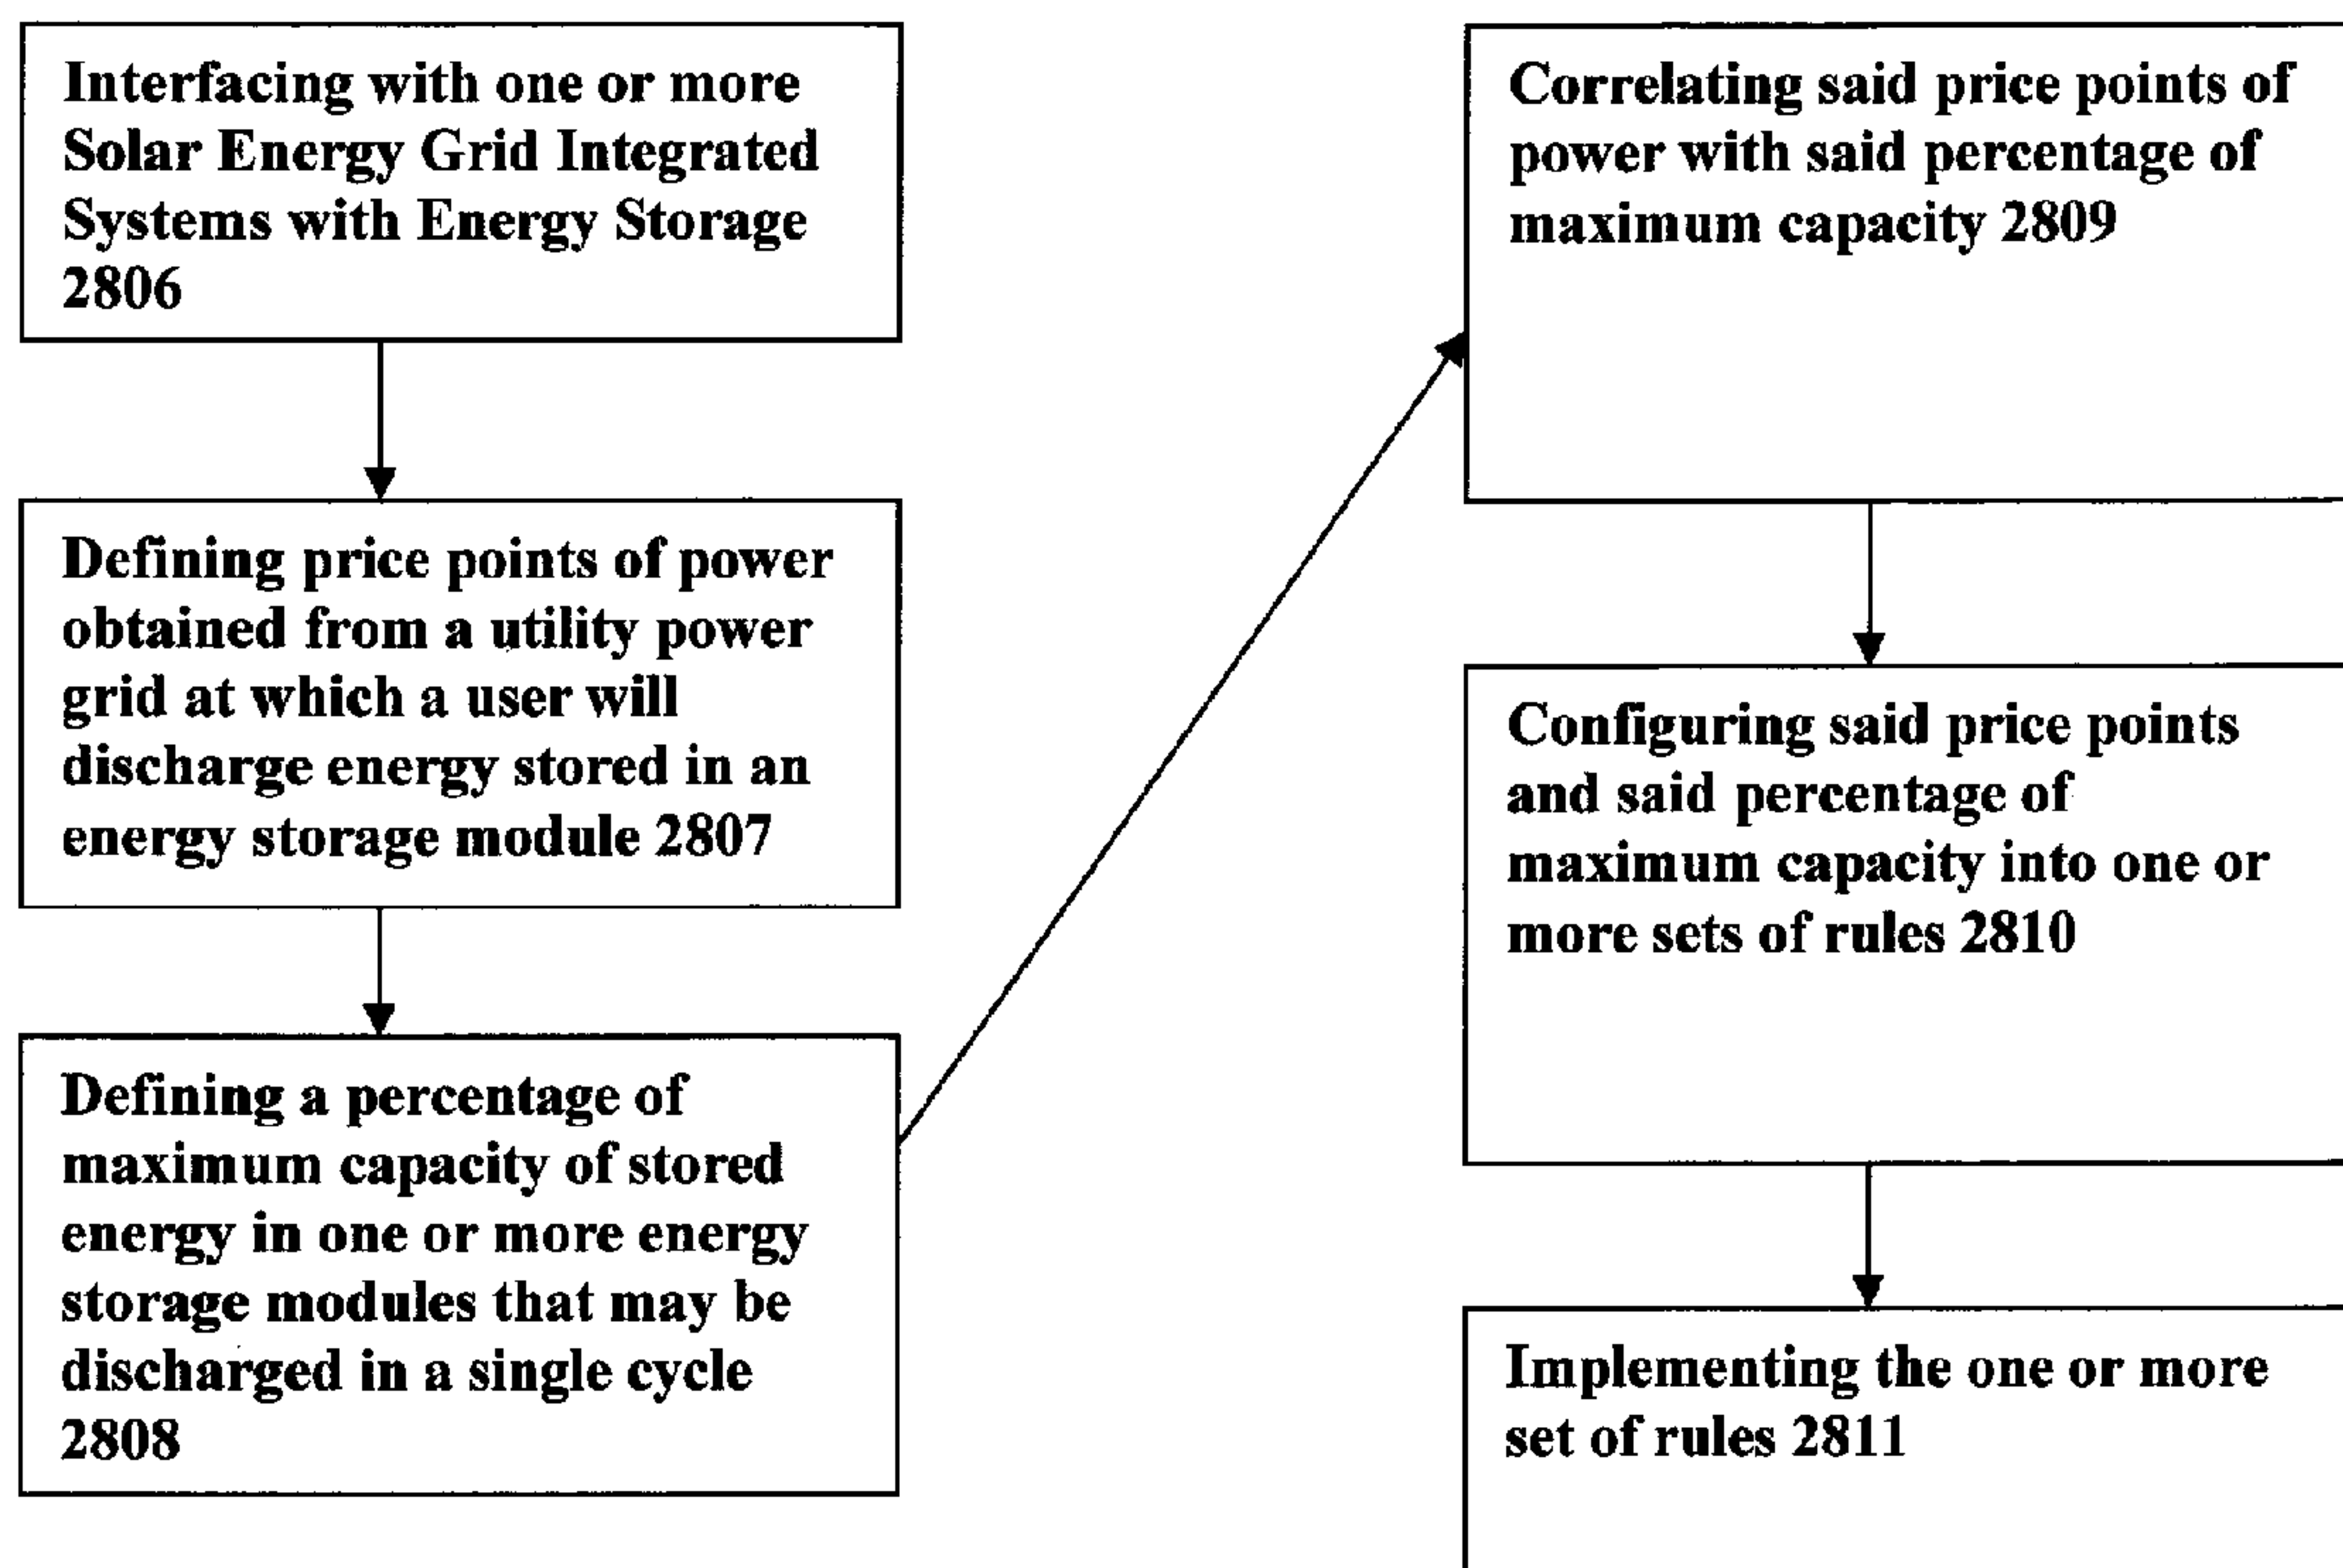 Interfacing with one or more
Solar Energy Grid Integrated
Systems with Energy Storage
2806
Defining price points of power
obtained from a utility power
grid at which a user will
discharge energy stored in an
energy storage module 2807
Defining a percentage of
maximum capacity of stored
energy in one or more energy
storage modules that may be
discharged in a single cycle
2808
Correlating said price points of
power with said percentage of
maximum capacity 2809
Configuring said price points
and said percentage of
maximum capacity into one or
more sets of rules 2810
Implementing the one or more
set of rules 2811